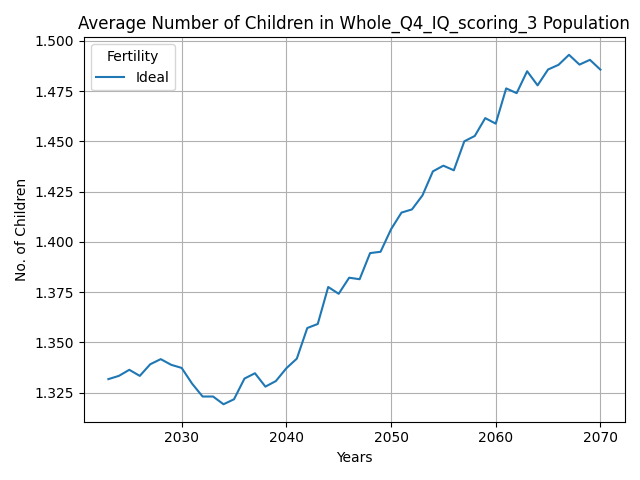 Average Number of Children in Whole_Q4_IQ_scoring_3 Population
Fertility
Ideal
No. of Children
1.500
1.475
1.450
1.425
1.400
1.375
1.350
1.325
2030 2040 2050 2060 2070
Years